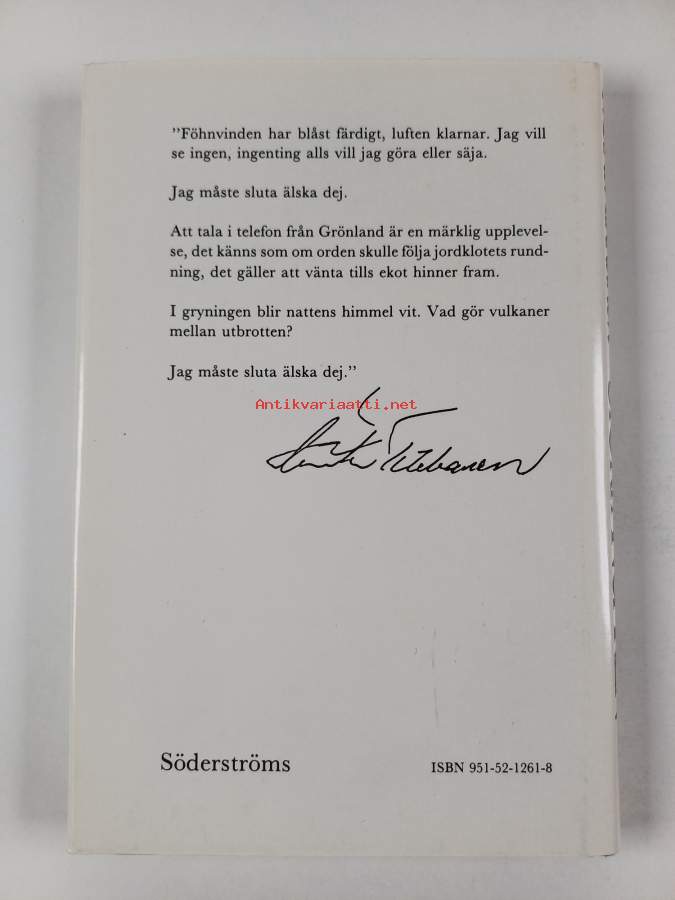 ”Föhnvinden har blåst färdigt, luften klarnar. Jag vill
se ingen, ingenting alls vill jag göra eller säja.
Jag måste sluta älska dej.
Att tala i telefon från Grönland är en märklig upplevel-
se, det känns som om orden skulle följa jordklotets rund-
ning, det gäller att vänta tills ekot hinner fram.
I gryningen blir nattens himmel vit. Vad gör vulkaner
mellan utbrotten?
Jag måste sluta älska dej.”
Antikvariaatti.net
Söderströms
ISBN 951-52-1261-8